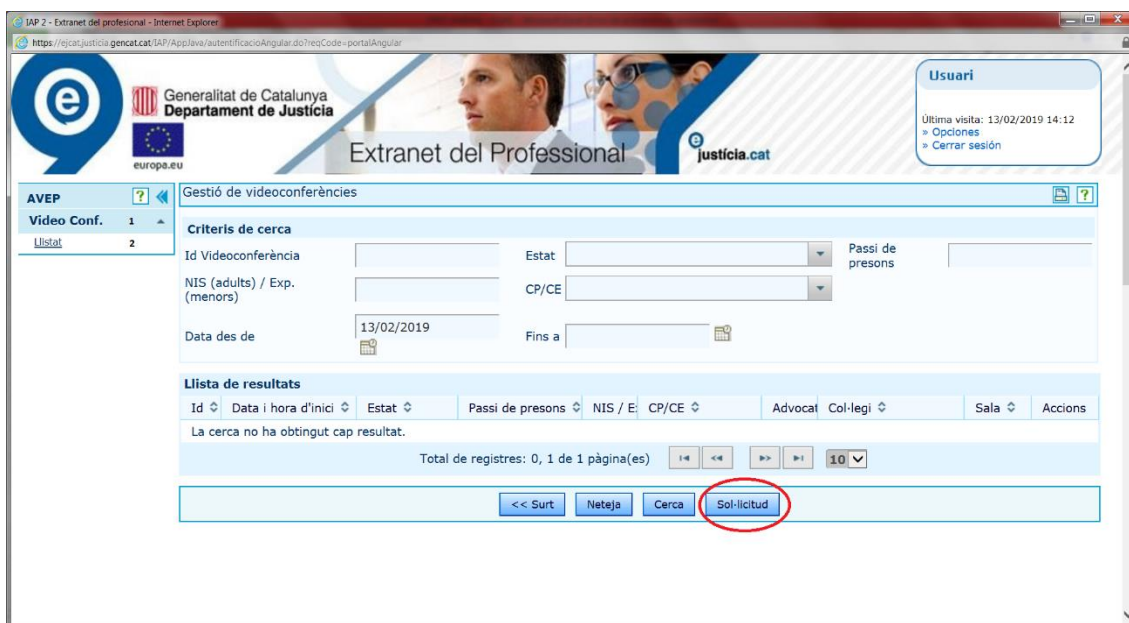 IAP 2 - Extranet del profesional - Internet Explorer
https://ejcat.justicia.gencat.cat/IAP/AppJava/autentificacioAngular.do?reqCode=portalAngular
e
Generalitat de Catalunya
Departament de Justícia
europa.eu
Extranet del Professional
e justícia.cat
Usuari
Última visita: 13/02/2019 14:12
» Opciones
» Cerrar sesión
AVEP ?
Video Conf. 1
Llistat 2
Gestió de videoconferències ?
Criteris de cerca
Id Videoconferència Estat Passi de presons
NIS (adults) / Exp. (menors) CP/CE
Data des de 13/02/2019 Fins a
Llista de resultats
Id Data i hora d'inici Estat Passi de presons NIS / E: CP/CE Advocat Col·legi Sala Accions
La cerca no ha obtingut cap resultat.
Total de registres: 0, 1 de 1 pàgina(es) 10
<< Surt Neteja Cerca Sol·licitud